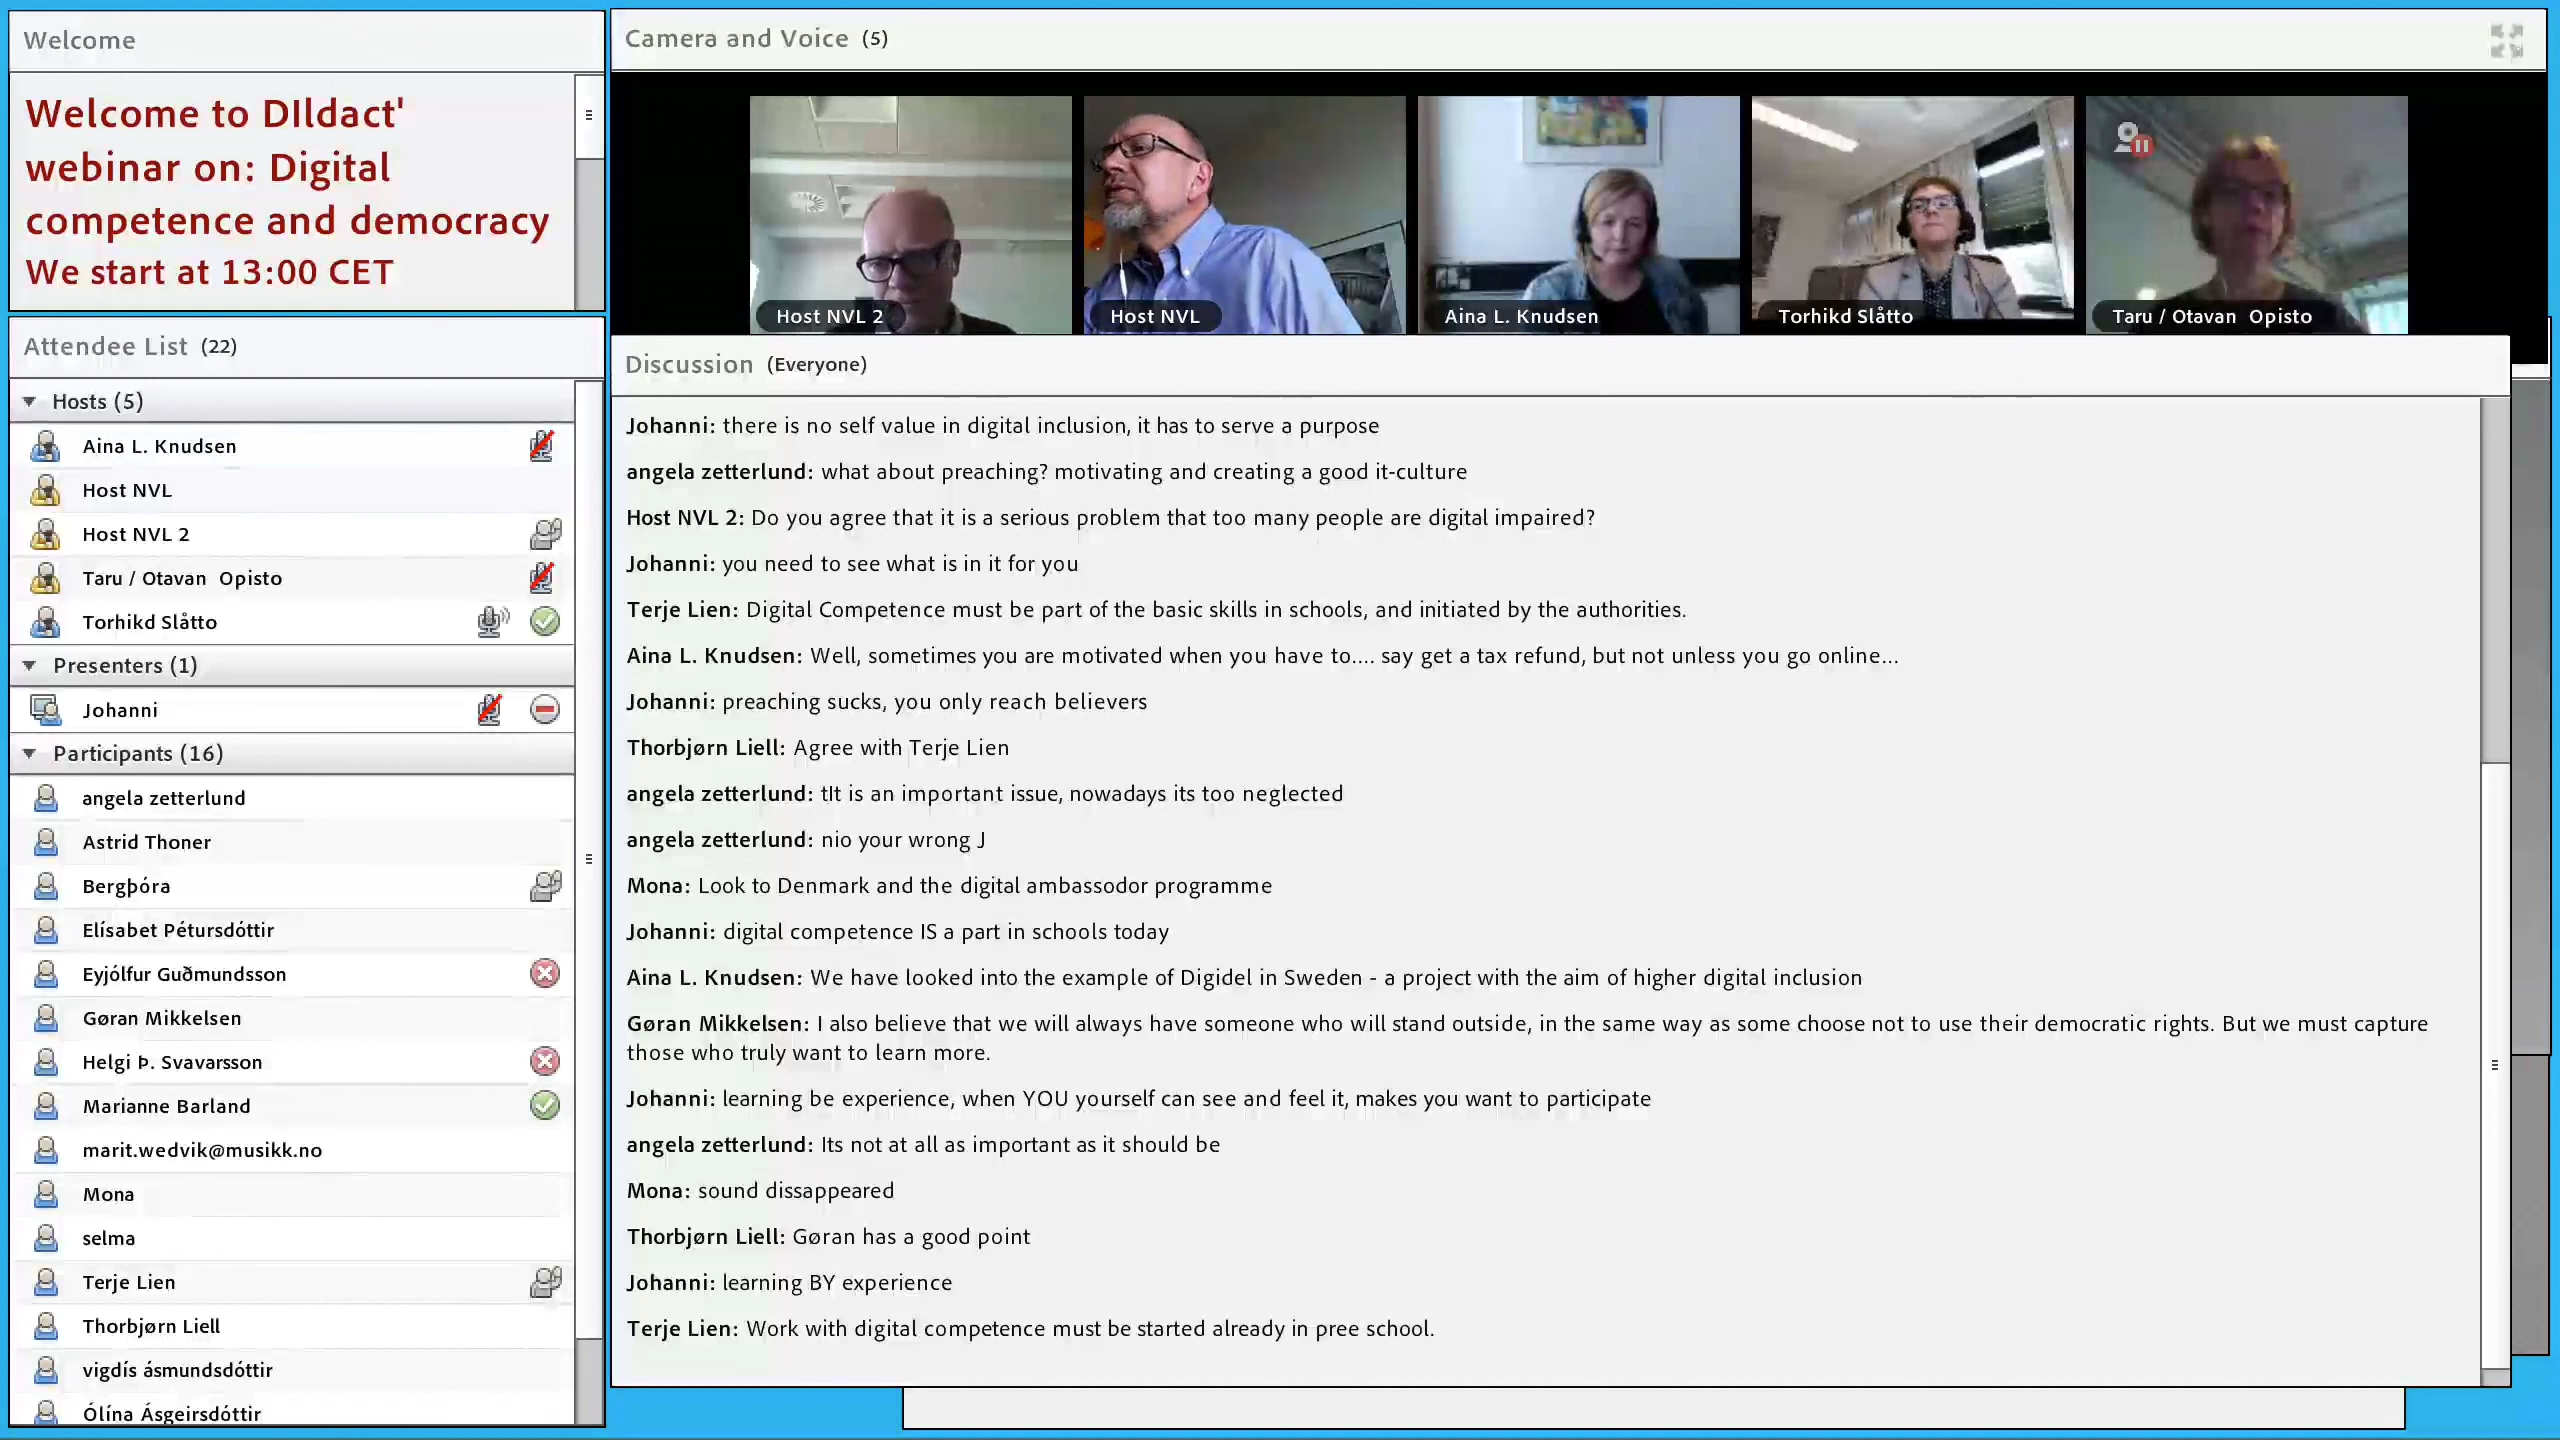 Welcome
Welcome to DIldact'
webinar on: Digital
competence and democracy
We start at 13:00 CET
Attendee List (22)
Hosts (5)
Aina L. Knudsen
Host NVL
Host NVL 2
Taru / Otavan Opisto
Torhikd Slåtto
Presenters (1)
Johanni
Participants (16)
angela zetterlund
Astrid Thoner
Bergþóra
Elísabet Pétursdóttir
Eyjólfur Guðmundsson
Gøran Mikkelsen
Helgi Þ. Svavarsson
Marianne Barland
marit.wedvik@musikk.no
Mona
selma
Terje Lien
Thorbjørn Liell
vigdís ásmundsdóttir
Ólína Ásgeirsdóttir
Camera and Voice (5)
Host NVL 2
Host NVL
Aina L. Knudsen
Torhikd Slåtto
Taru / Otavan Opisto
Discussion (Everyone)
Johanni: there is no self value in digital inclusion, it has to serve a purpose
angela zetterlund: what about preaching? motivating and creating a good it-culture
Host NVL 2: Do you agree that it is a serious problem that too many people are digital impaired?
Johanni: you need to see what is in it for you
Terje Lien: Digital Competence must be part of the basic skills in schools, and initiated by the authorities.
Aina L. Knudsen: Well, sometimes you are motivated when you have to.... say get a tax refund, but not unless you go online...
Johanni: preaching sucks, you only reach believers
Thorbjørn Liell: Agree with Terje Lien
angela zetterlund: tIt is an important issue, nowadays its too neglected
angela zetterlund: nio your wrong J
Mona: Look to Denmark and the digital ambassodor programme
Johanni: digital competence IS a part in schools today
Aina L. Knudsen: We have looked into the example of Digidel in Sweden - a project with the aim of higher digital inclusion
Gøran Mikkelsen: I also believe that we will always have someone who will stand outside, in the same way as some choose not to use their democratic rights. But we must capture
those who truly want to learn more.
Johanni: learning be experience, when YOU yourself can see and feel it, makes you want to participate
angela zetterlund: Its not at all as important as it should be
Mona: sound dissappeared
Thorbjørn Liell: Gøran has a good point
Johanni: learning BY experience
Terje Lien: Work with digital competence must be started already in pree school.